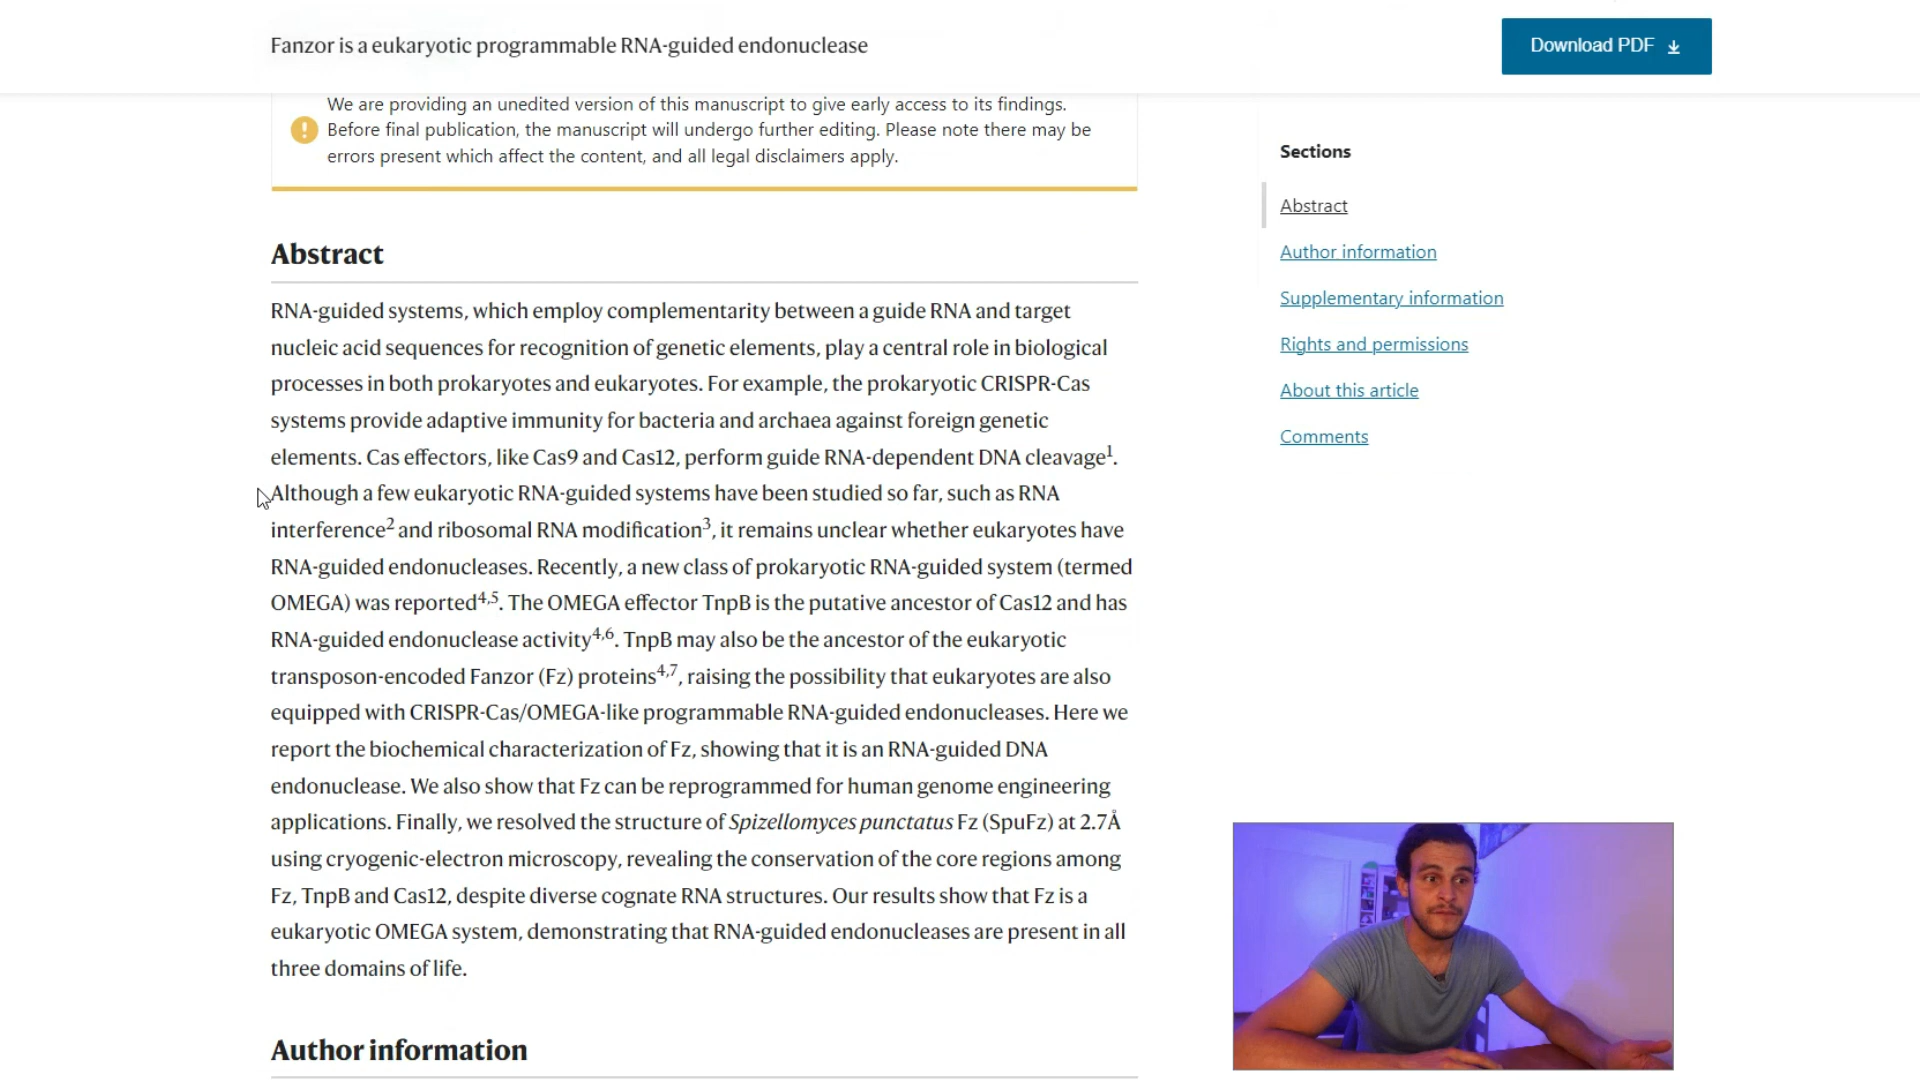 Fanzor is a eukaryotic programmable RNA-guided endonuclease
Download PDF
We are providing an unedited version of this manuscript to give early access to its findings.
Before final publication, the manuscript will undergo further editing. Please note there may be
errors present which affect the content, and all legal disclaimers apply.
Abstract
RNA-guided systems, which employ complementarity between a guide RNA and target
nucleic acid sequences for recognition of genetic elements, play a central role in biological
processes in both prokaryotes and eukaryotes. For example, the prokaryotic CRISPR-Cas
systems provide adaptive immunity for bacteria and archaea against foreign genetic
elements. Cas effectors, like Cas9 and Cas12, perform guide RNA-dependent DNA cleavage1.
Although a few eukaryotic RNA-guided systems have been studied so far, such as RNA
interference2 and ribosomal RNA modification3, it remains unclear whether eukaryotes have
RNA-guided endonucleases. Recently, a new class of prokaryotic RNA-guided system (termed
OMEGA) was reported4,5. The OMEGA effector TnpB is the putative ancestor of Cas12 and has
RNA-guided endonuclease activity4,6. TnpB may also be the ancestor of the eukaryotic
transposon-encoded Fanzor (Fz) proteins4,7, raising the possibility that eukaryotes are also
equipped with CRISPR-Cas/OMEGA-like programmable RNA-guided endonucleases. Here we
report the biochemical characterization of Fz, showing that it is an RNA-guided DNA
endonuclease. We also show that Fz can be reprogrammed for human genome engineering
applications. Finally, we resolved the structure of Spizellomyces punctatus Fz (SpuFz) at 2.7Å
using cryogenic-electron microscopy, revealing the conservation of the core regions among
Fz, TnpB and Cas12, despite diverse cognate RNA structures. Our results show that Fz is a
eukaryotic OMEGA system, demonstrating that RNA-guided endonucleases are present in all
three domains of life.
Author information
Sections
Abstract
Author information
Supplementary information
Rights and permissions
About this article
Comments